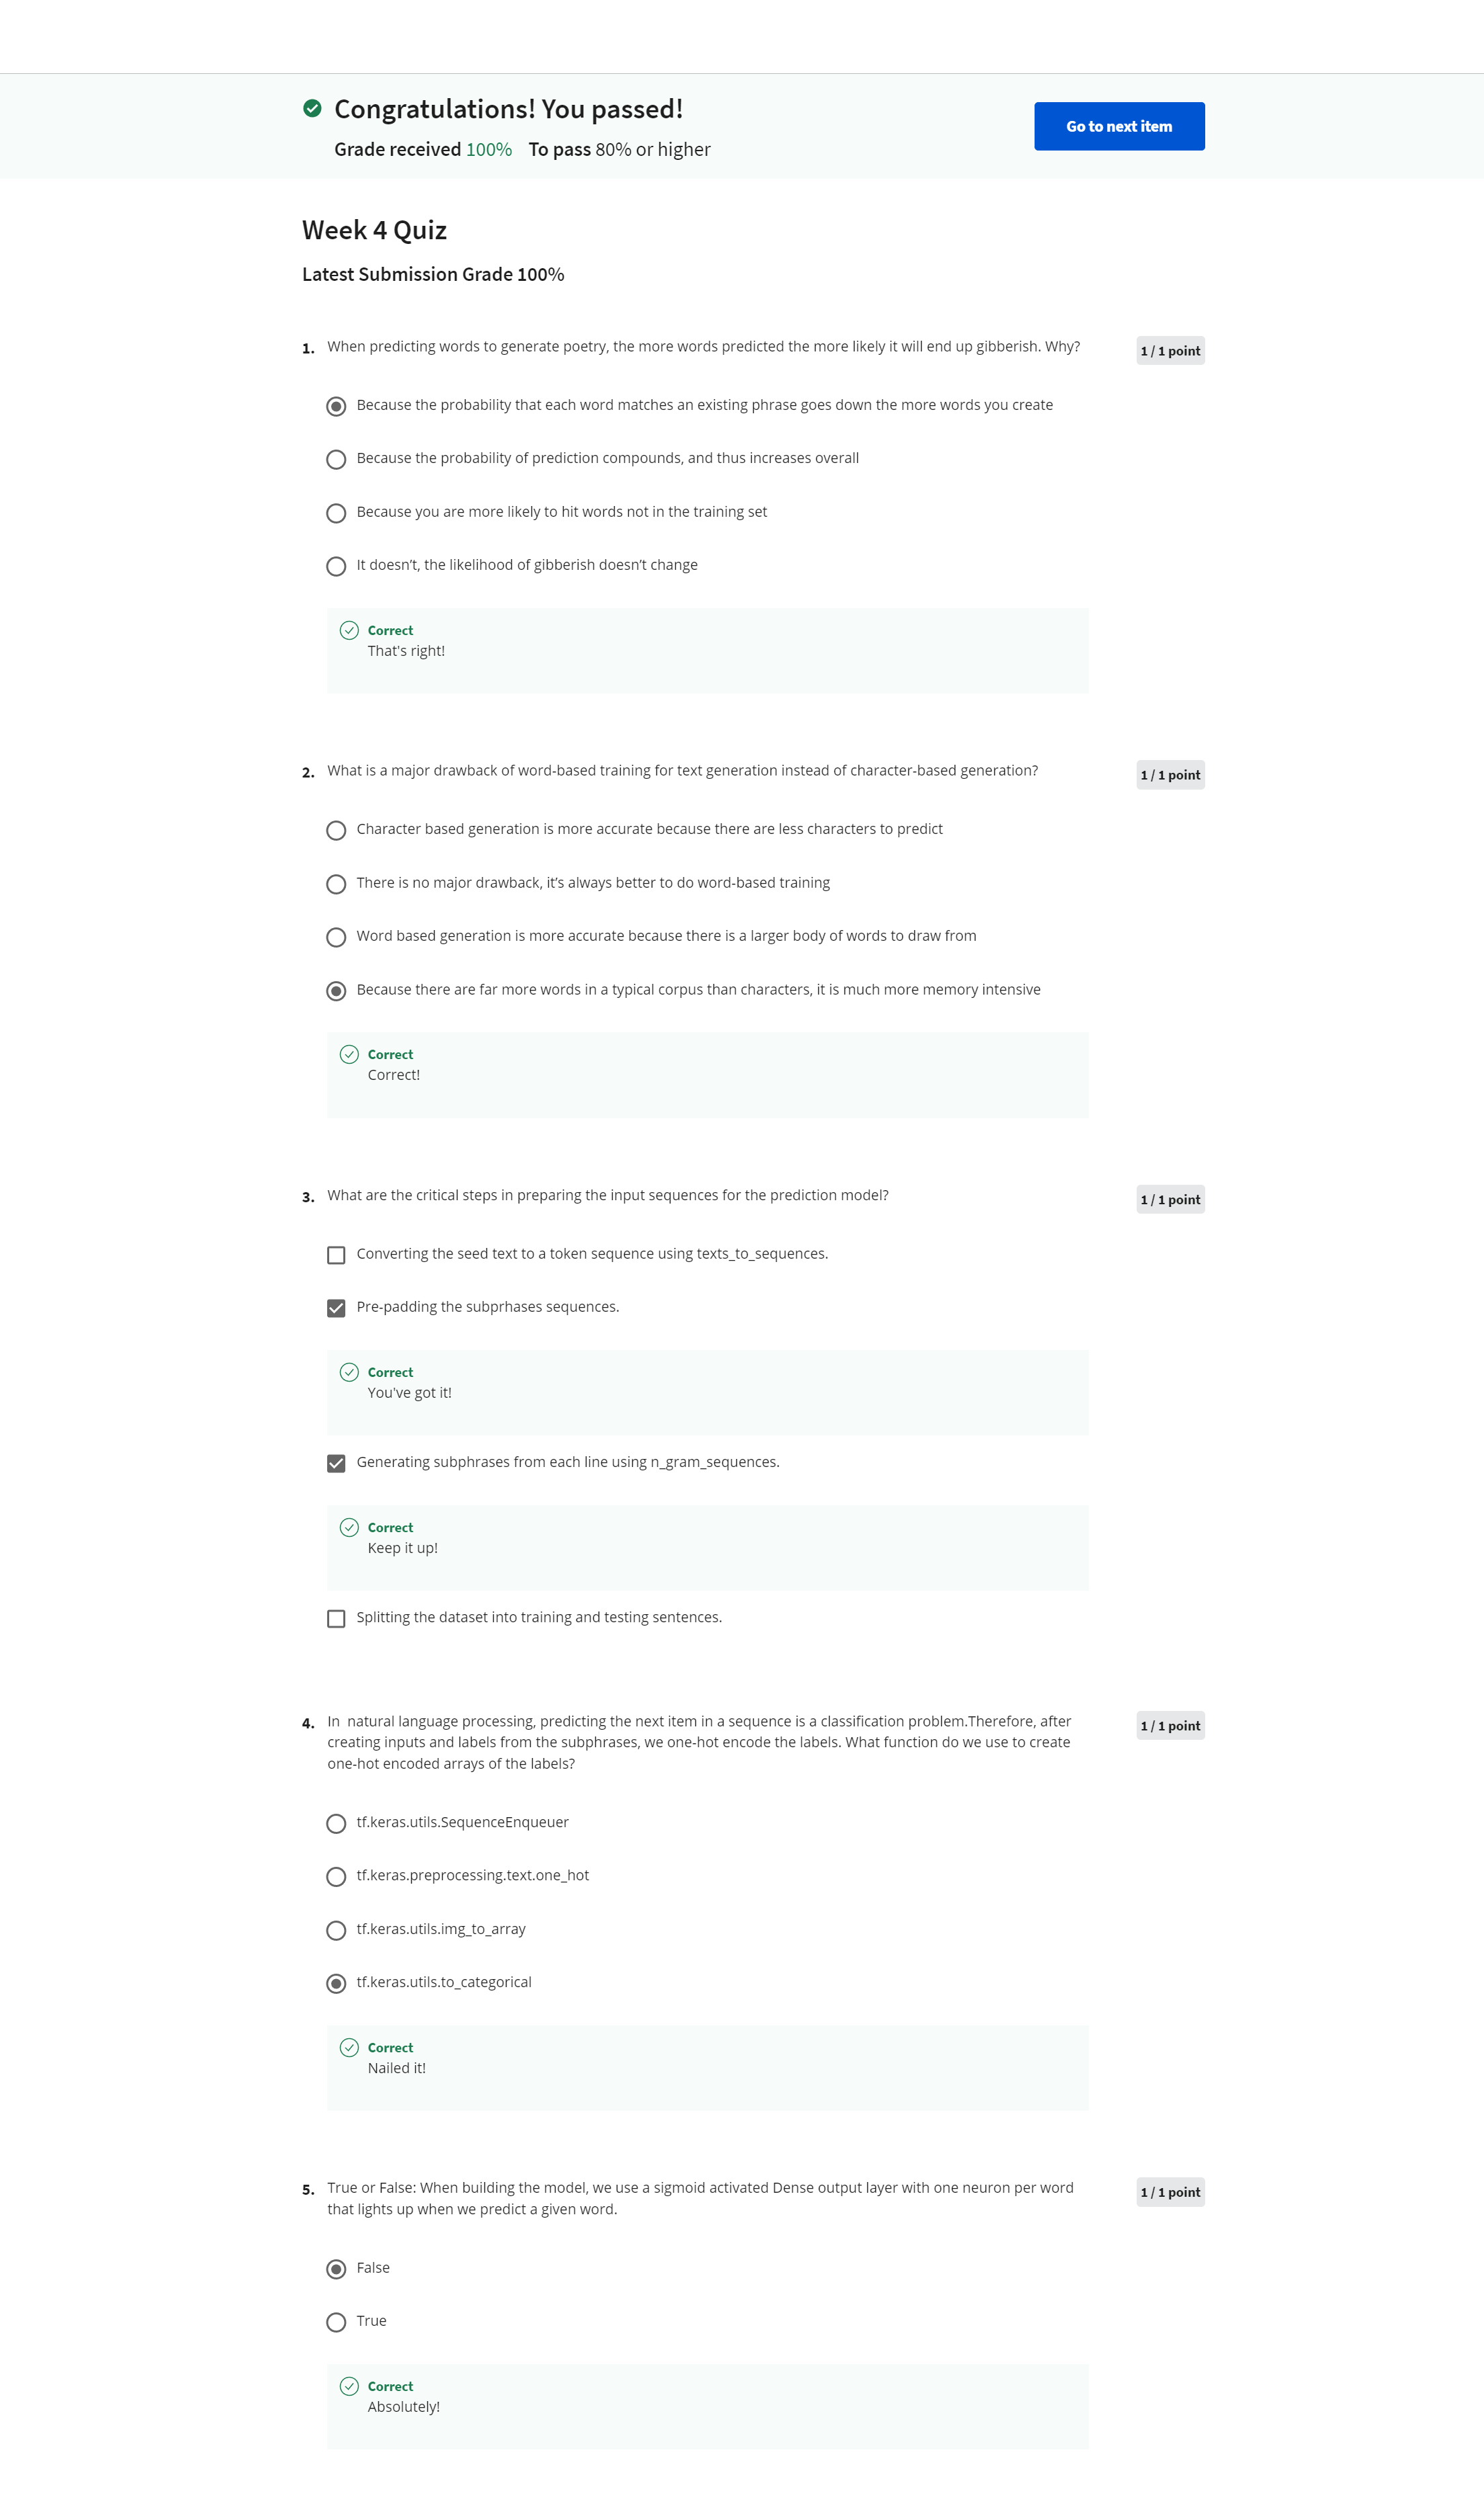 Congratulations! You passed!
Grade received 100% To pass 80% or higher
Go to next item
Week 4 Quiz
Latest Submission Grade 100%
1. When predicting words to generate poetry, the more words predicted the more likely it will end up gibberish. Why?
1 / 1 point
Because the probability that each word matches an existing phrase goes down the more words you create
Because the probability of prediction compounds, and thus increases overall
Because you are more likely to hit words not in the training set
It doesn't, the likelihood of gibberish doesn't change
Correct
That's right!
2. What is a major drawback of word-based training for text generation instead of character-based generation?
1 / 1 point
Character based generation is more accurate because there are less characters to predict
There is no major drawback, it's always better to do word-based training
Word based generation is more accurate because there is a larger body of words to draw from
Because there are far more words in a typical corpus than characters, it is much more memory intensive
Correct
Correct!
3. What are the critical steps in preparing the input sequences for the prediction model?
1 / 1 point
Converting the seed text to a token sequence using texts_to_sequences.
Pre-padding the subprhases sequences.
Correct
You've got it!
Generating subphrases from each line using n_gram_sequences.
Correct
Keep it up!
Splitting the dataset into training and testing sentences.
4. In natural language processing, predicting the next item in a sequence is a classification problem.Therefore, after
creating inputs and labels from the subphrases, we one-hot encode the labels. What function do we use to create
one-hot encoded arrays of the labels?
1 / 1 point
tf.keras.utils.SequenceEnqueuer
tf.keras.preprocessing.text.one_hot
tf.keras.utils.img_to_array
tf.keras.utils.to_categorical
Correct
Nailed it!
5. True or False: When building the model, we use a sigmoid activated Dense output layer with one neuron per word
that lights up when we predict a given word.
1 / 1 point
False
True
Correct
Absolutely!